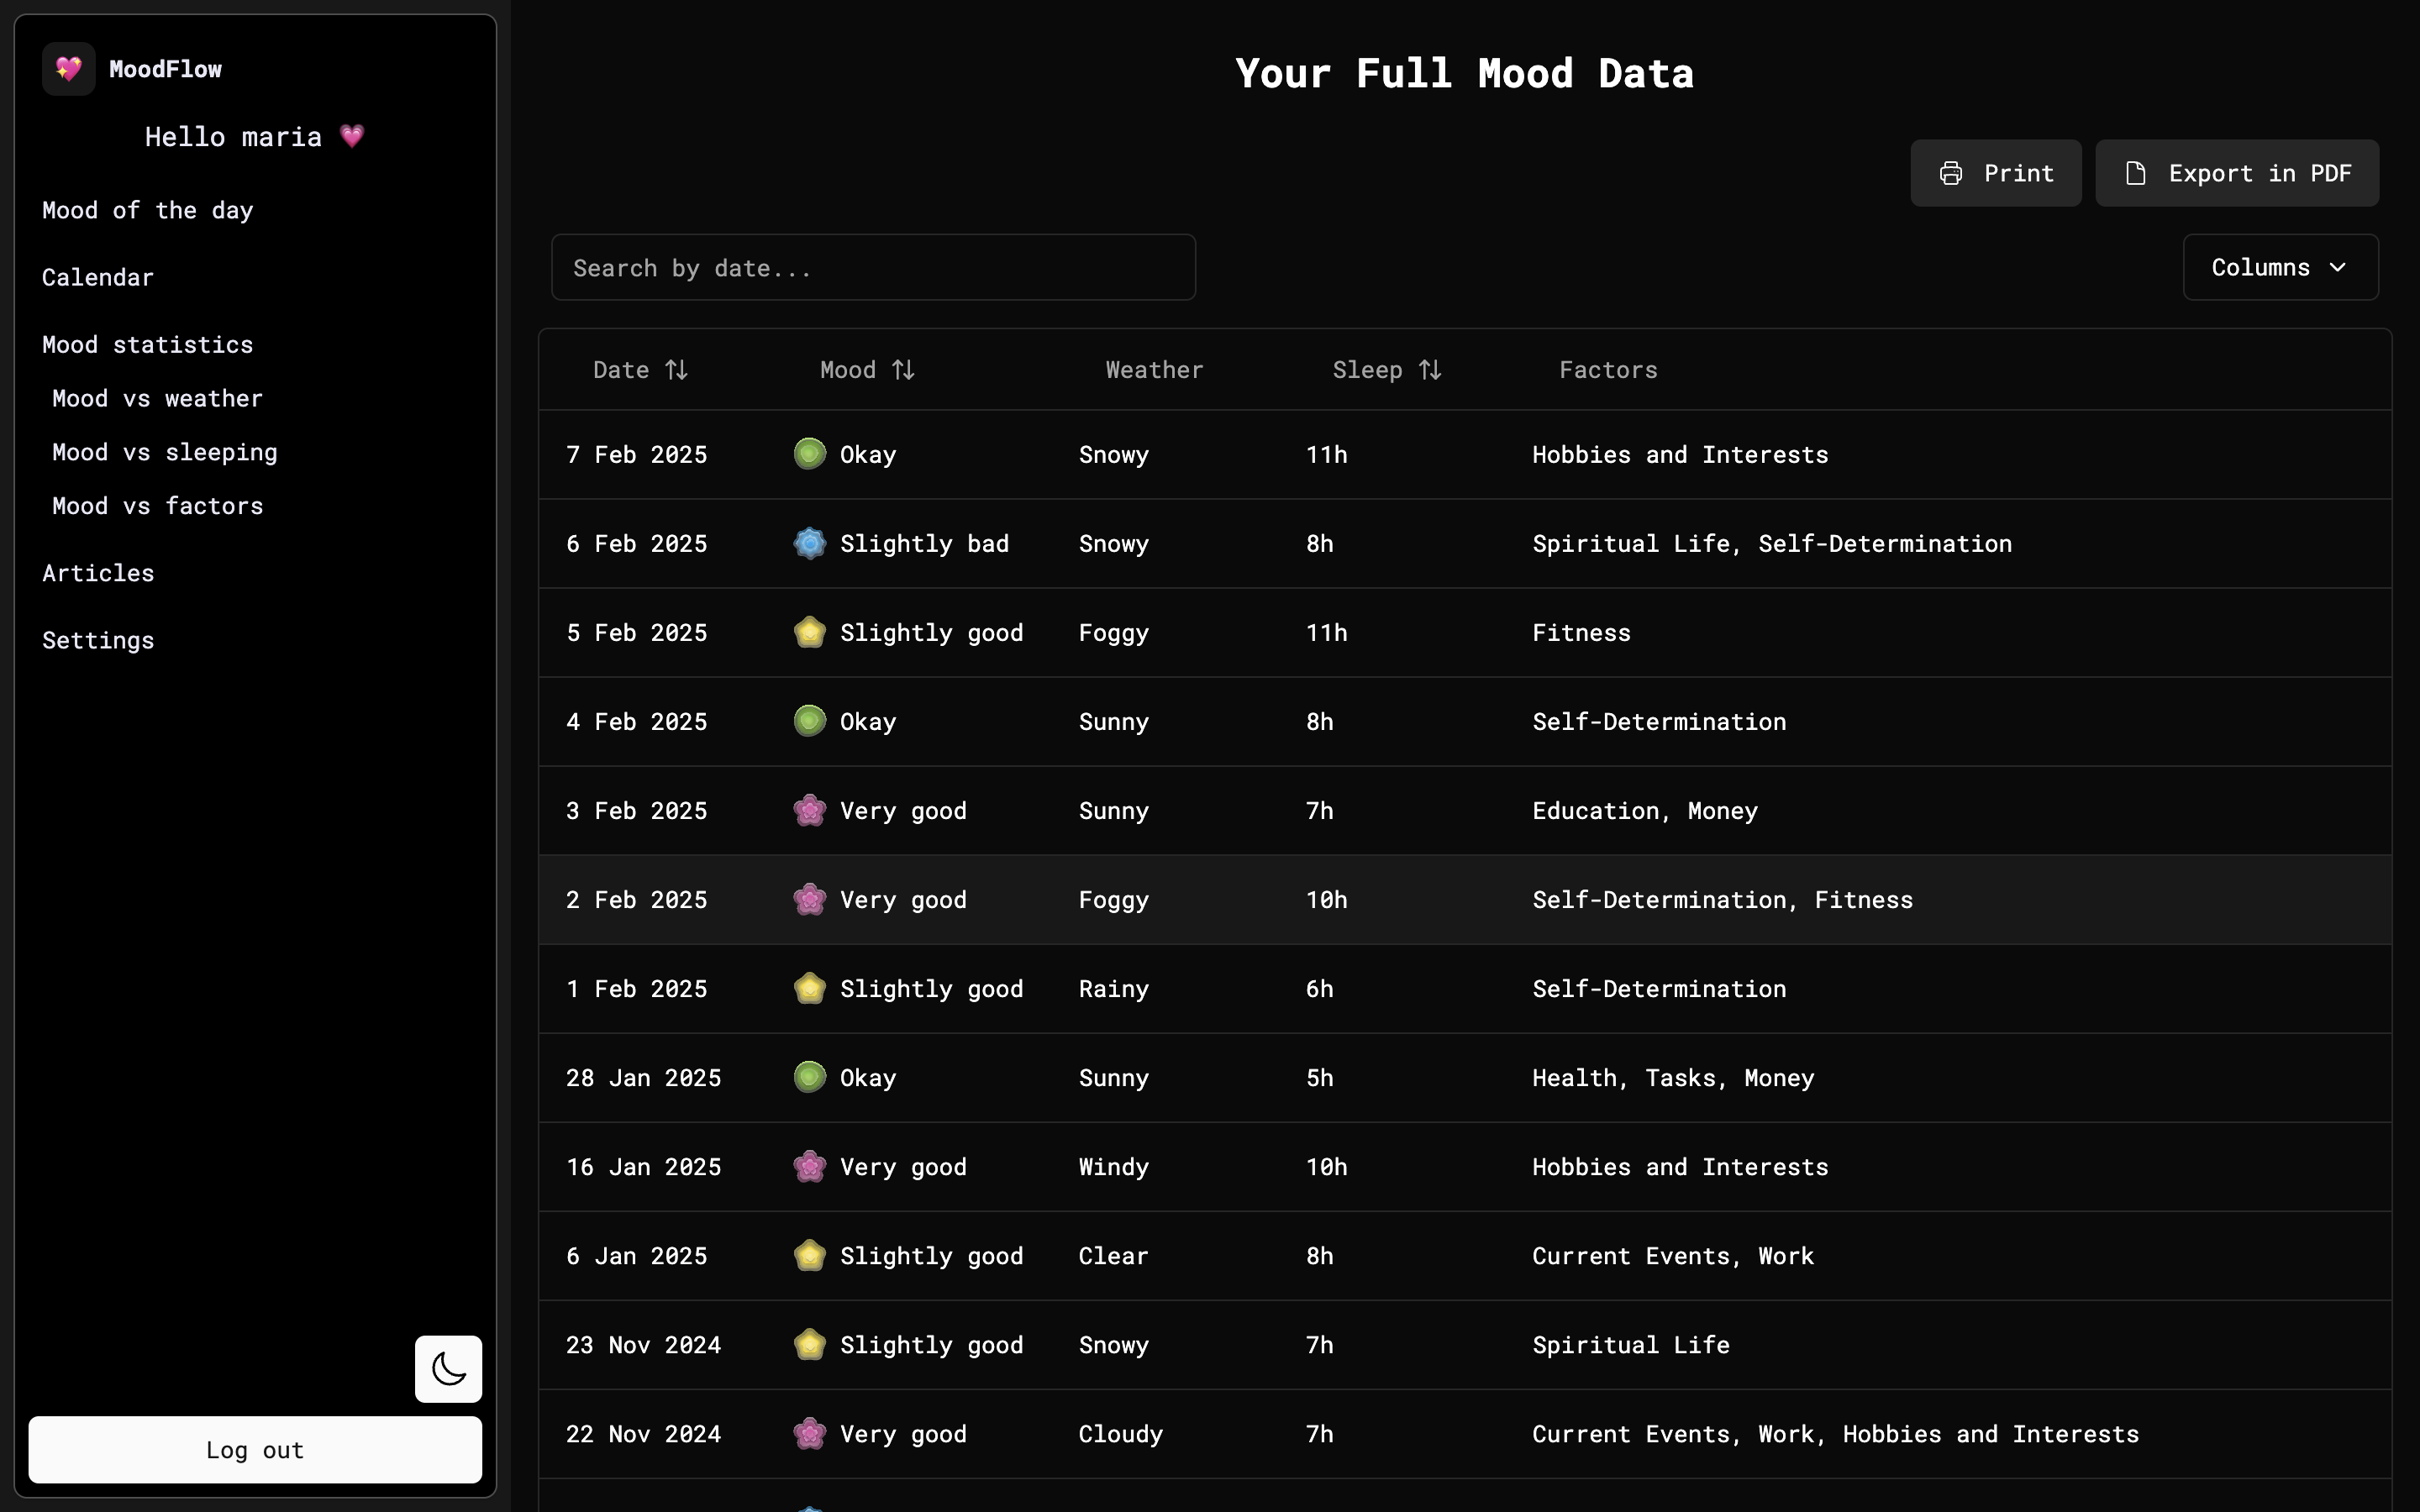 MoodFlow
Hello maria
Mood of the day
Calendar
Mood statistics
Mood vs weather
Mood vs sleeping
Mood vs factors
Articles
Settings
Log out
Your Full Mood Data
Print Export in PDF
Search by date... Columns
Date Mood Weather Sleep Factors
7 Feb 2025 Okay Snowy 11h Hobbies and Interests
6 Feb 2025 Slightly bad Snowy 8h Spiritual Life, Self-Determination
5 Feb 2025 Slightly good Foggy 11h Fitness
4 Feb 2025 Okay Sunny 8h Self-Determination
3 Feb 2025 Very good Sunny 7h Education, Money
2 Feb 2025 Very good Foggy 10h Self-Determination, Fitness
1 Feb 2025 Slightly good Rainy 6h Self-Determination
28 Jan 2025 Okay Sunny 5h Health, Tasks, Money
16 Jan 2025 Very good Windy 10h Hobbies and Interests
6 Jan 2025 Slightly good Clear 8h Current Events, Work
23 Nov 2024 Slightly good Snowy 7h Spiritual Life
22 Nov 2024 Very good Cloudy 7h Current Events, Work, Hobbies and Interests